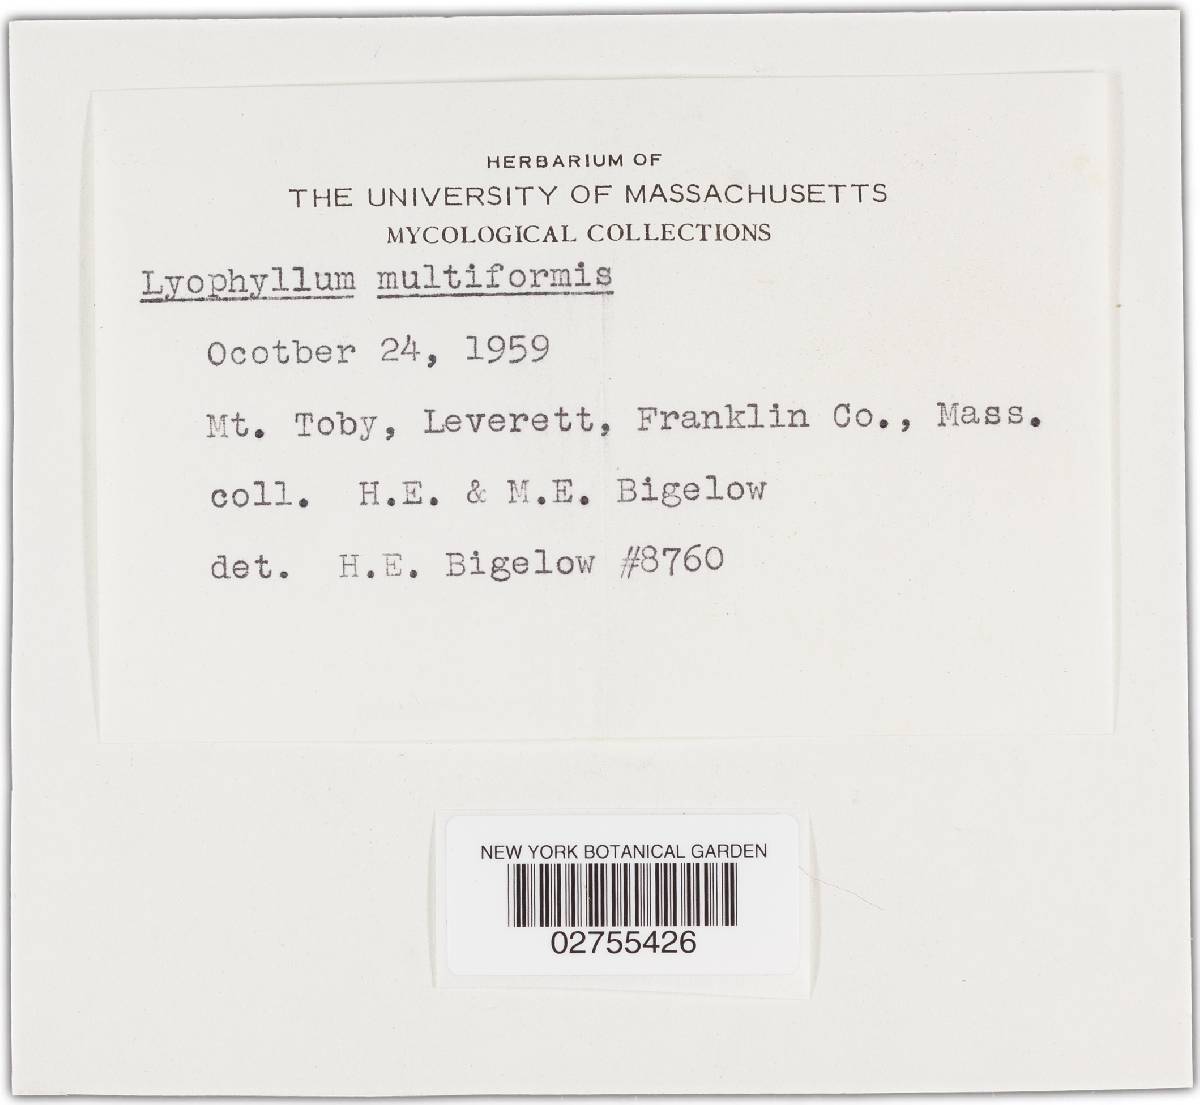 HERBARIUM OF
THE UNIVERSITY OF MASSACHUSETTS
MYCOLOGICAL COLLECTIONS
Lyophyllum multiformis
Ocotber 24, 1959
Mt. Toby, Leverett, Franklin Co., Mass.
coll. H.E. & M.E. Bigelow
det. H.E. Bigelow #8760
NEW YORK BOTANICAL GARDEN
02755426